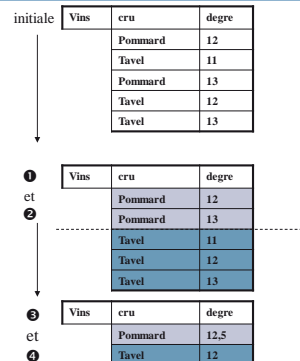 initiale Vins cru degre
Pommard 12
Tavel 11
Pommard 13
Tavel 12
Tavel 13
❶ Vins cru degre
et Pommard 12
❷ Pommard 13
Tavel 11
Tavel 12
Tavel 13
❸ Vins cru degre
et Pommard 12,5
❹ Tavel 12